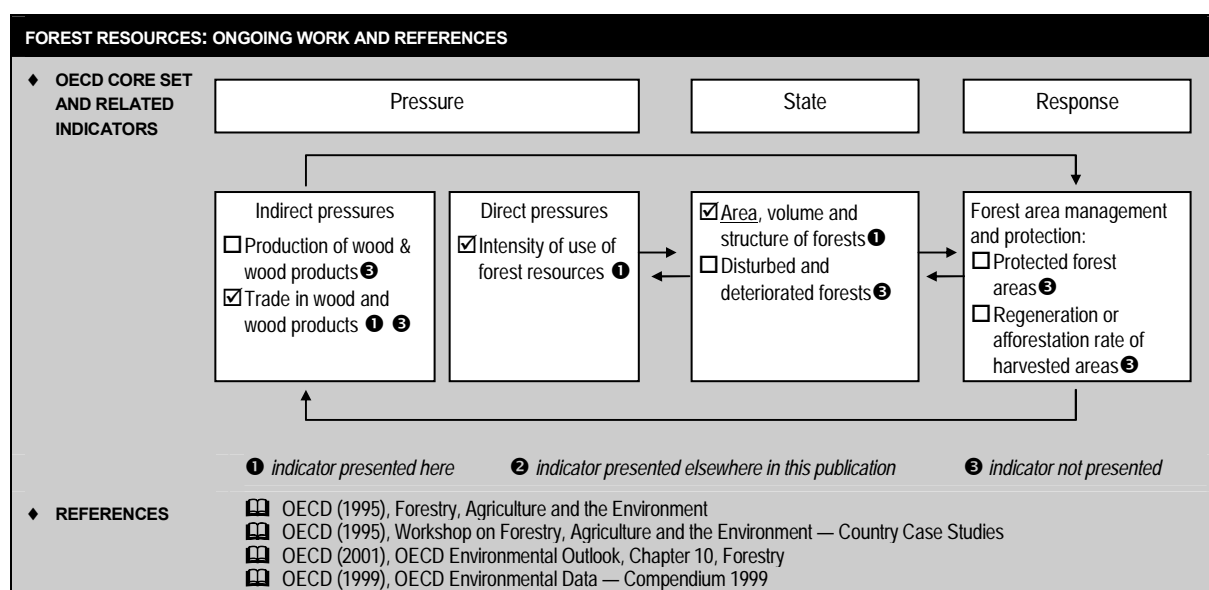 FOREST RESOURCES: ONGOING WORK AND REFERENCES
♦ OECD CORE SET
AND RELATED
INDICATORS
Pressure
State
Response
Indirect pressures
☐ Production of wood &
wood products ❸
☑ Trade in wood and
wood products ❶ ❸
Direct pressures
☑ Intensity of use of
forest resources ❶
☑ Area, volume and
structure of forests ❶
☐ Disturbed and
deteriorated forests ❸
Forest area management
and protection:
☐ Protected forest
areas ❸
☐ Regeneration or
afforestation rate of
harvested areas ❸
❶ indicator presented here ❷ indicator presented elsewhere in this publication ❸ indicator not presented
♦ REFERENCES
OECD (1995), Forestry, Agriculture and the Environment
OECD (1995), Workshop on Forestry, Agriculture and the Environment — Country Case Studies
OECD (2001), OECD Environmental Outlook, Chapter 10, Forestry
OECD (1999), OECD Environmental Data — Compendium 1999